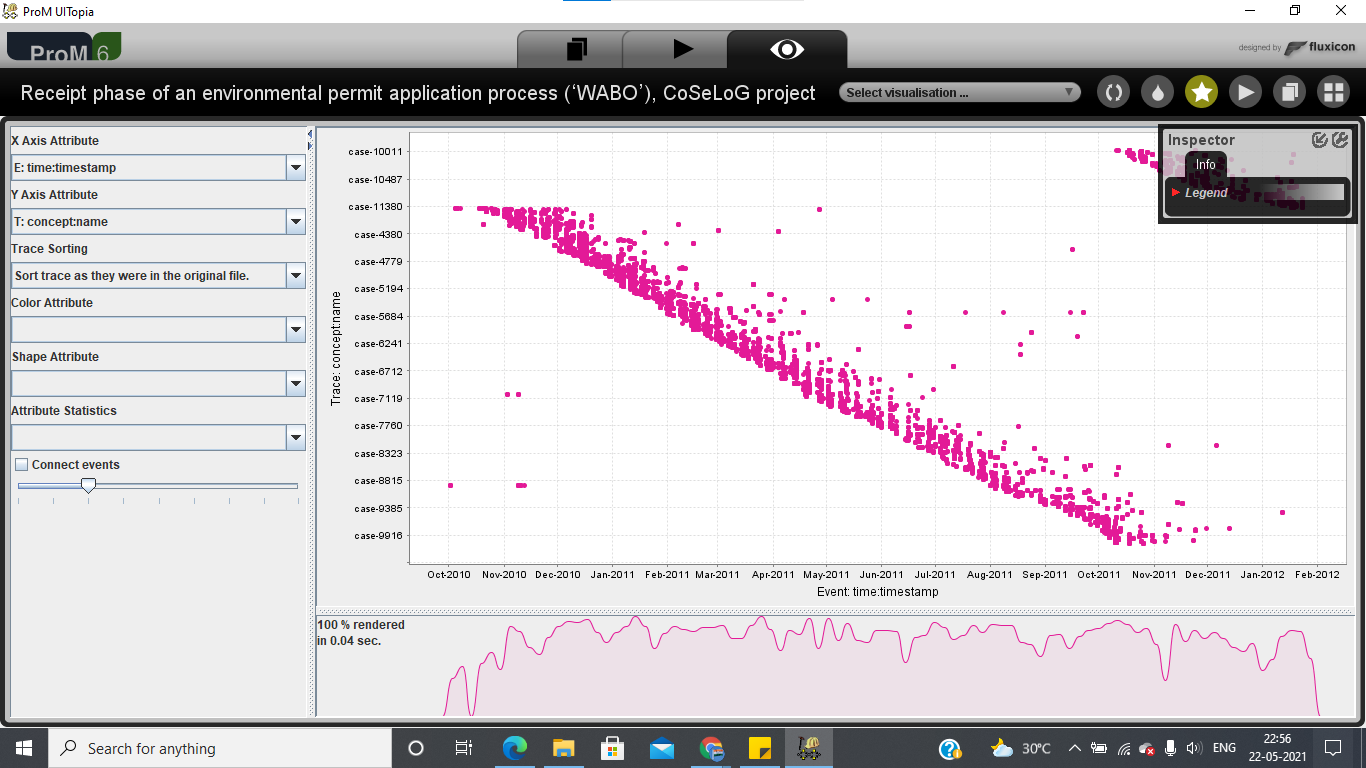 ProM UITopia
ProM 6
designed by fluxicon
Receipt phase of an environmental permit application process (‘WABO’), CoSeLoG project
Select visualisation ...
X Axis Attribute
E: time:timestamp
Y Axis Attribute
T: concept:name
Trace Sorting
Sort trace as they were in the original file.
Color Attribute
Shape Attribute
Attribute Statistics
Connect events
Trace: concept:name
case-10011
case-10487
case-11380
case-4380
case-4779
case-5194
case-5684
case-6241
case-6712
case-7119
case-7760
case-8323
case-8815
case-9385
case-9916
Oct-2010 Nov-2010 Dec-2010 Jan-2011 Feb-2011 Mar-2011 Apr-2011 May-2011 Jun-2011 Jul-2011 Aug-2011 Sep-2011 Oct-2011 Nov-2011 Dec-2011 Jan-2012 Feb-2012
Event: time:timestamp
Inspector
Info
Legend
100 % rendered
in 0.04 sec.
Search for anything
30°C
ENG
22:56
22-05-2021